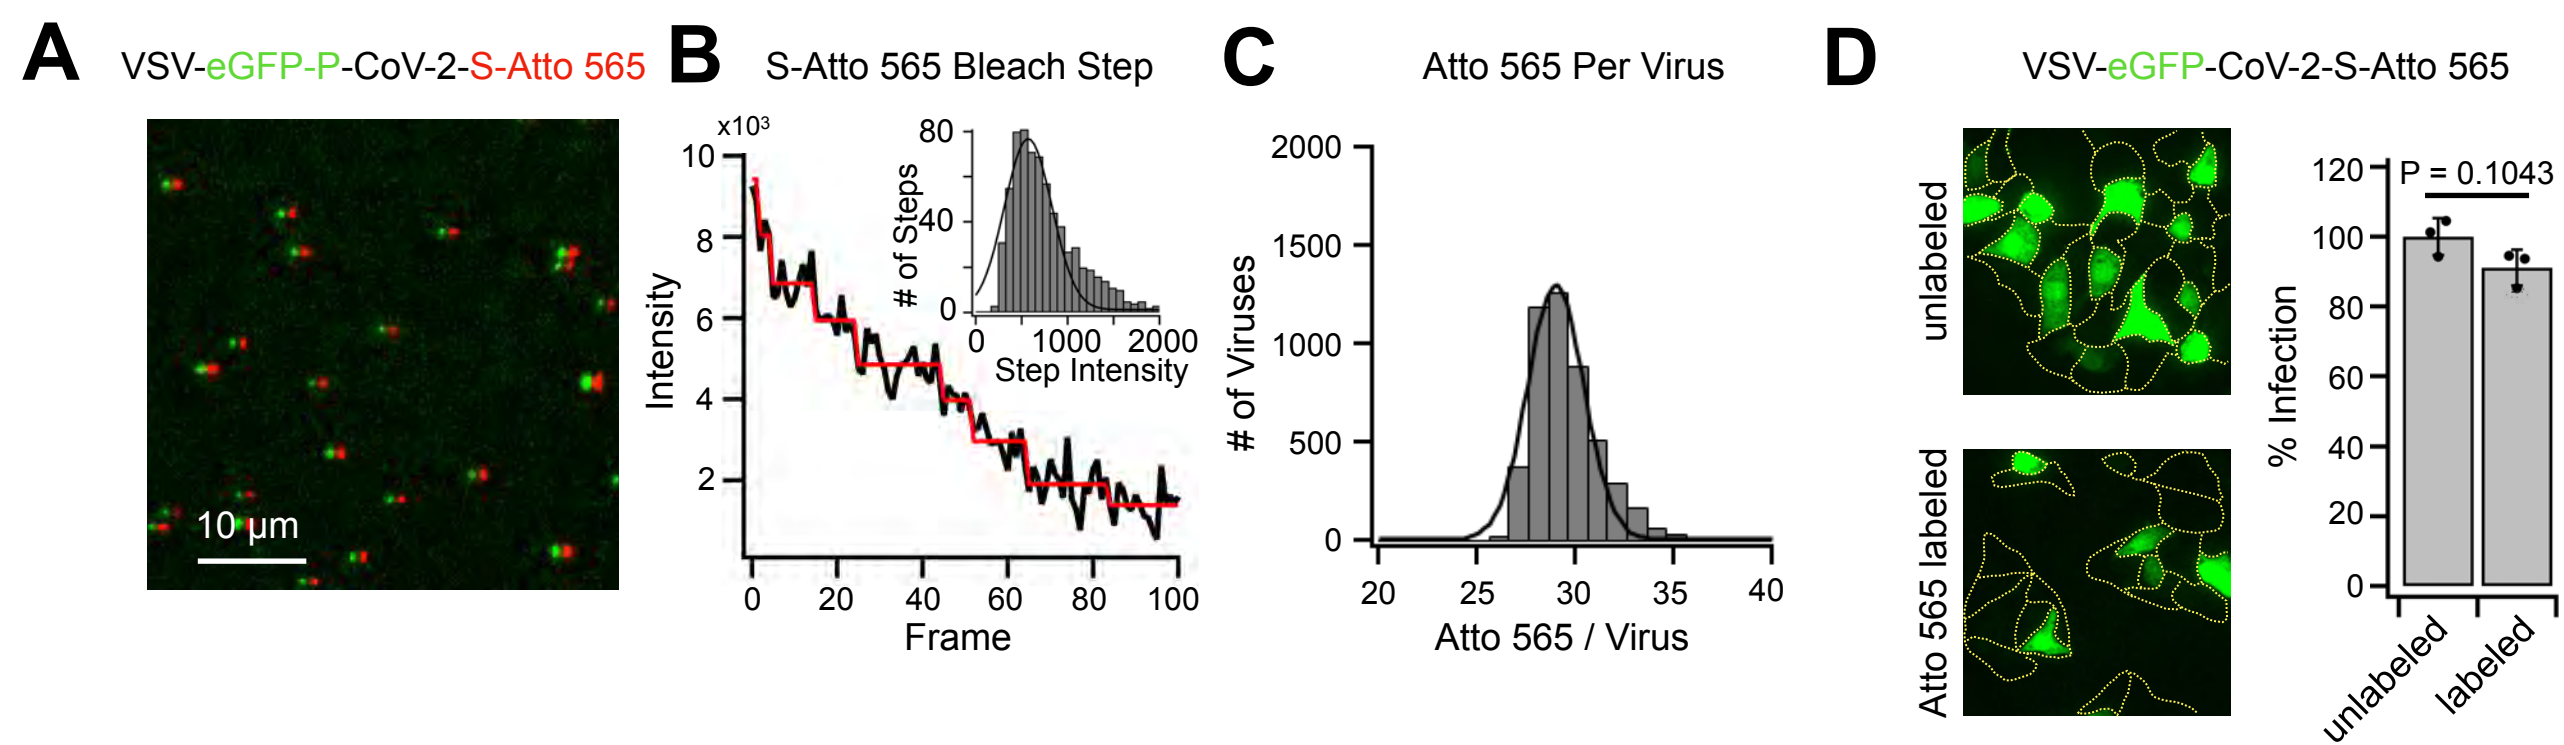 A
VSV-eGFP-P-CoV-2-S-Atto 565
10 µm
B
S-Atto 565 Bleach Step
x10³
10
8
6
4
2
Intensity
0 20 40 60 80 100
Frame
80
40
0
# of Steps
0 1000 2000
Step Intensity
C
Atto 565 Per Virus
2000
1500
1000
500
0
# of Viruses
20 25 30 35 40
Atto 565 / Virus
D
VSV-eGFP-CoV-2-S-Atto 565
unlabeled
Atto 565 labeled
120
100
80
60
40
20
0
% Infection
P = 0.1043
unlabeled
labeled